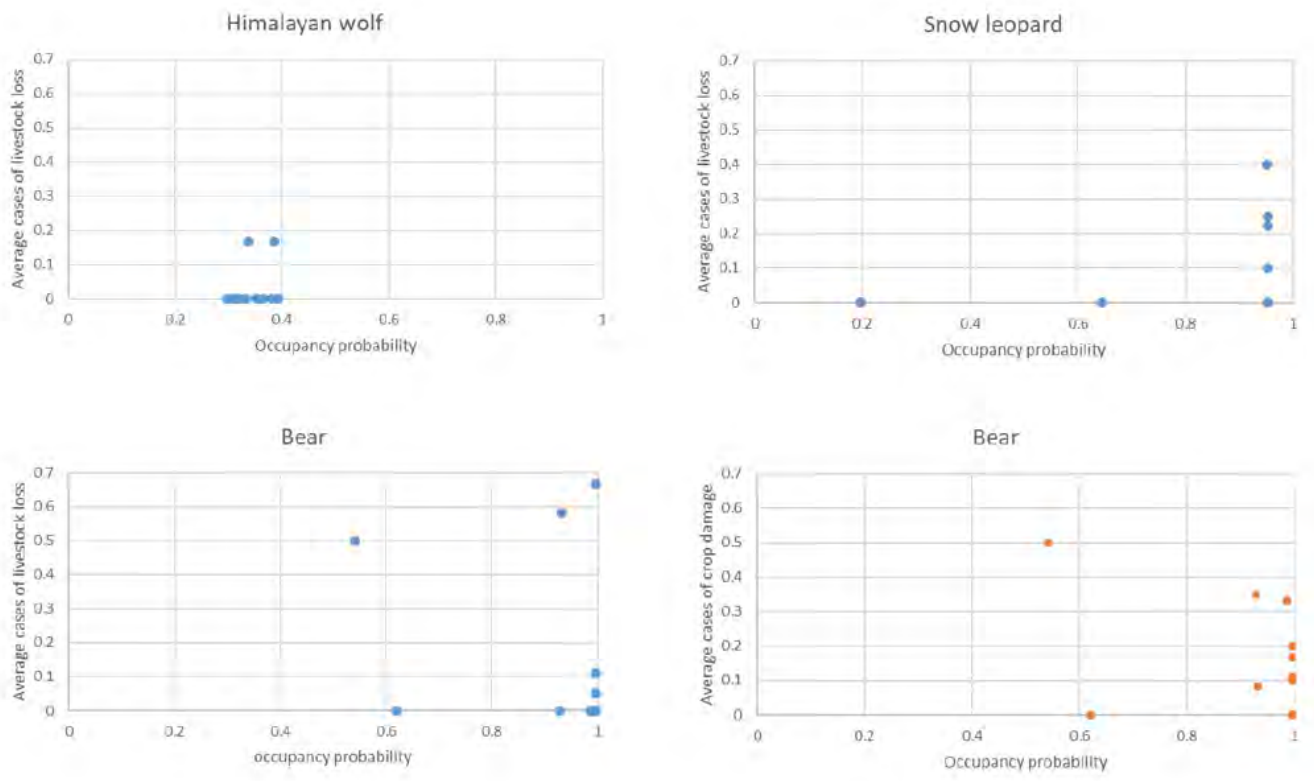 Himalayan wolf
Average cases of livestock loss
0.7
0.6
0.5
0.4
0.3
0.2
0.1
0
0 0.2 0.4 0.6 0.8 1
Occupancy probability
Snow leopard
Average cases of livestock loss
0.7
0.6
0.5
0.4
0.3
0.2
0.1
0
0 0.2 0.4 0.6 0.8 1
Occupancy probability
Bear
Average cases of livestock loss
0.7
0.6
0.5
0.4
0.3
0.2
0.1
0
0 0.2 0.4 0.6 0.8 1
occupancy probability
Bear
Average cases of crop damage
0.7
0.6
0.5
0.4
0.3
0.2
0.1
0
0 0.2 0.4 0.6 0.8 1
Occupancy probability